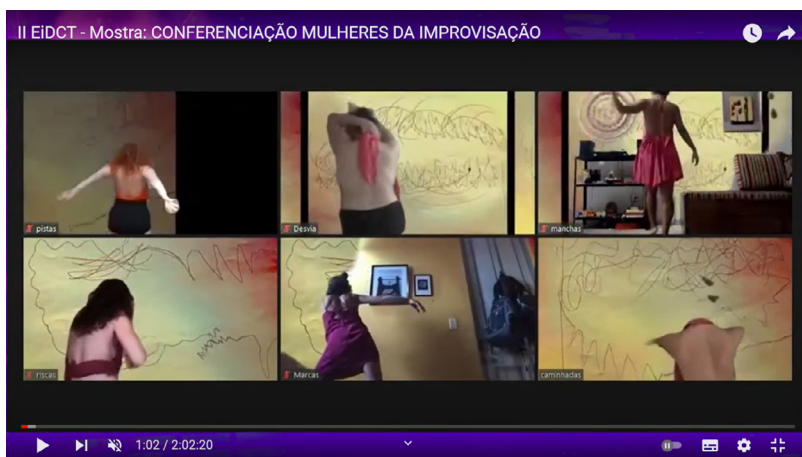 II EiDCT - Mostra: CONFERENCIAÇÃO MULHERES DA IMPROVISAÇÃO
pistas
Desvia
manchas
riscas
Marcas
caminhadas
1:02 / 2:02:20